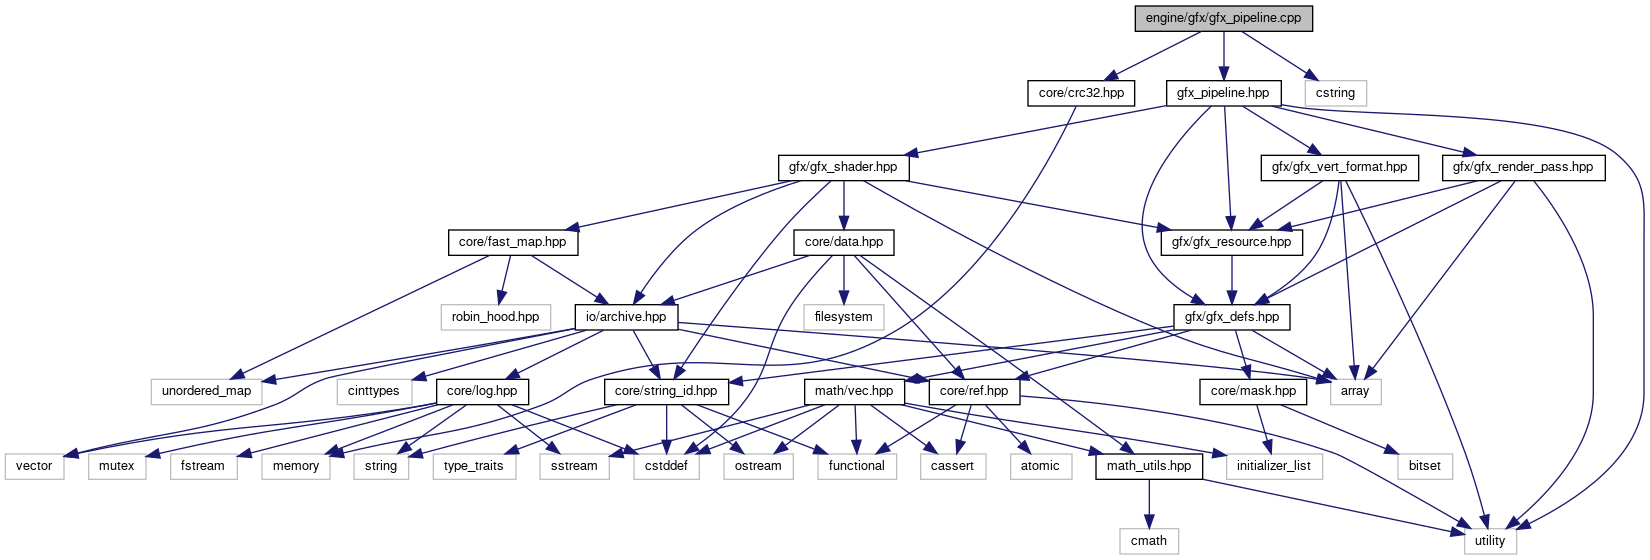 engine/gfx/gfx_pipeline.cpp
core/crc32.hpp
gfx_pipeline.hpp
cstring
gfx/gfx_shader.hpp
gfx/gfx_vert_format.hpp
gfx/gfx_render_pass.hpp
core/fast_map.hpp
core/data.hpp
gfx/gfx_resource.hpp
robin_hood.hpp
io/archive.hpp
filesystem
gfx/gfx_defs.hpp
unordered_map
cinttypes
core/log.hpp
core/string_id.hpp
math/vec.hpp
core/ref.hpp
core/mask.hpp
array
vector
mutex
fstream
memory
string
type_traits
sstream
cstddef
ostream
functional
cassert
atomic
math_utils.hpp
initializer_list
bitset
cmath
utility